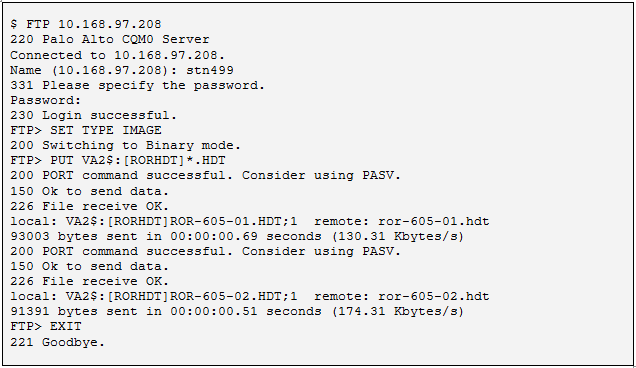 $ FTP 10.168.97.208
220 Palo Alto CQM0 Server
Connected to 10.168.97.208.
Name (10.168.97.208): stn499
331 Please specify the password.
Password:
230 Login successful.
FTP> SET TYPE IMAGE
200 Switching to Binary mode.
FTP> PUT VA2$:[RORHDT]*.HDT
200 PORT command successful. Consider using PASV.
150 Ok to send data.
226 File receive OK.
local: VA2$:[RORHDT]ROR-605-01.HDT;1  remote: ror-605-01.hdt
93003 bytes sent in 00:00:00.69 seconds (130.31 Kbytes/s)
200 PORT command successful. Consider using PASV.
150 Ok to send data.
226 File receive OK.
local: VA2$:[RORHDT]ROR-605-02.HDT;1  remote: ror-605-02.hdt
91391 bytes sent in 00:00:00.51 seconds (174.31 Kbytes/s)
FTP> EXIT
221 Goodbye.